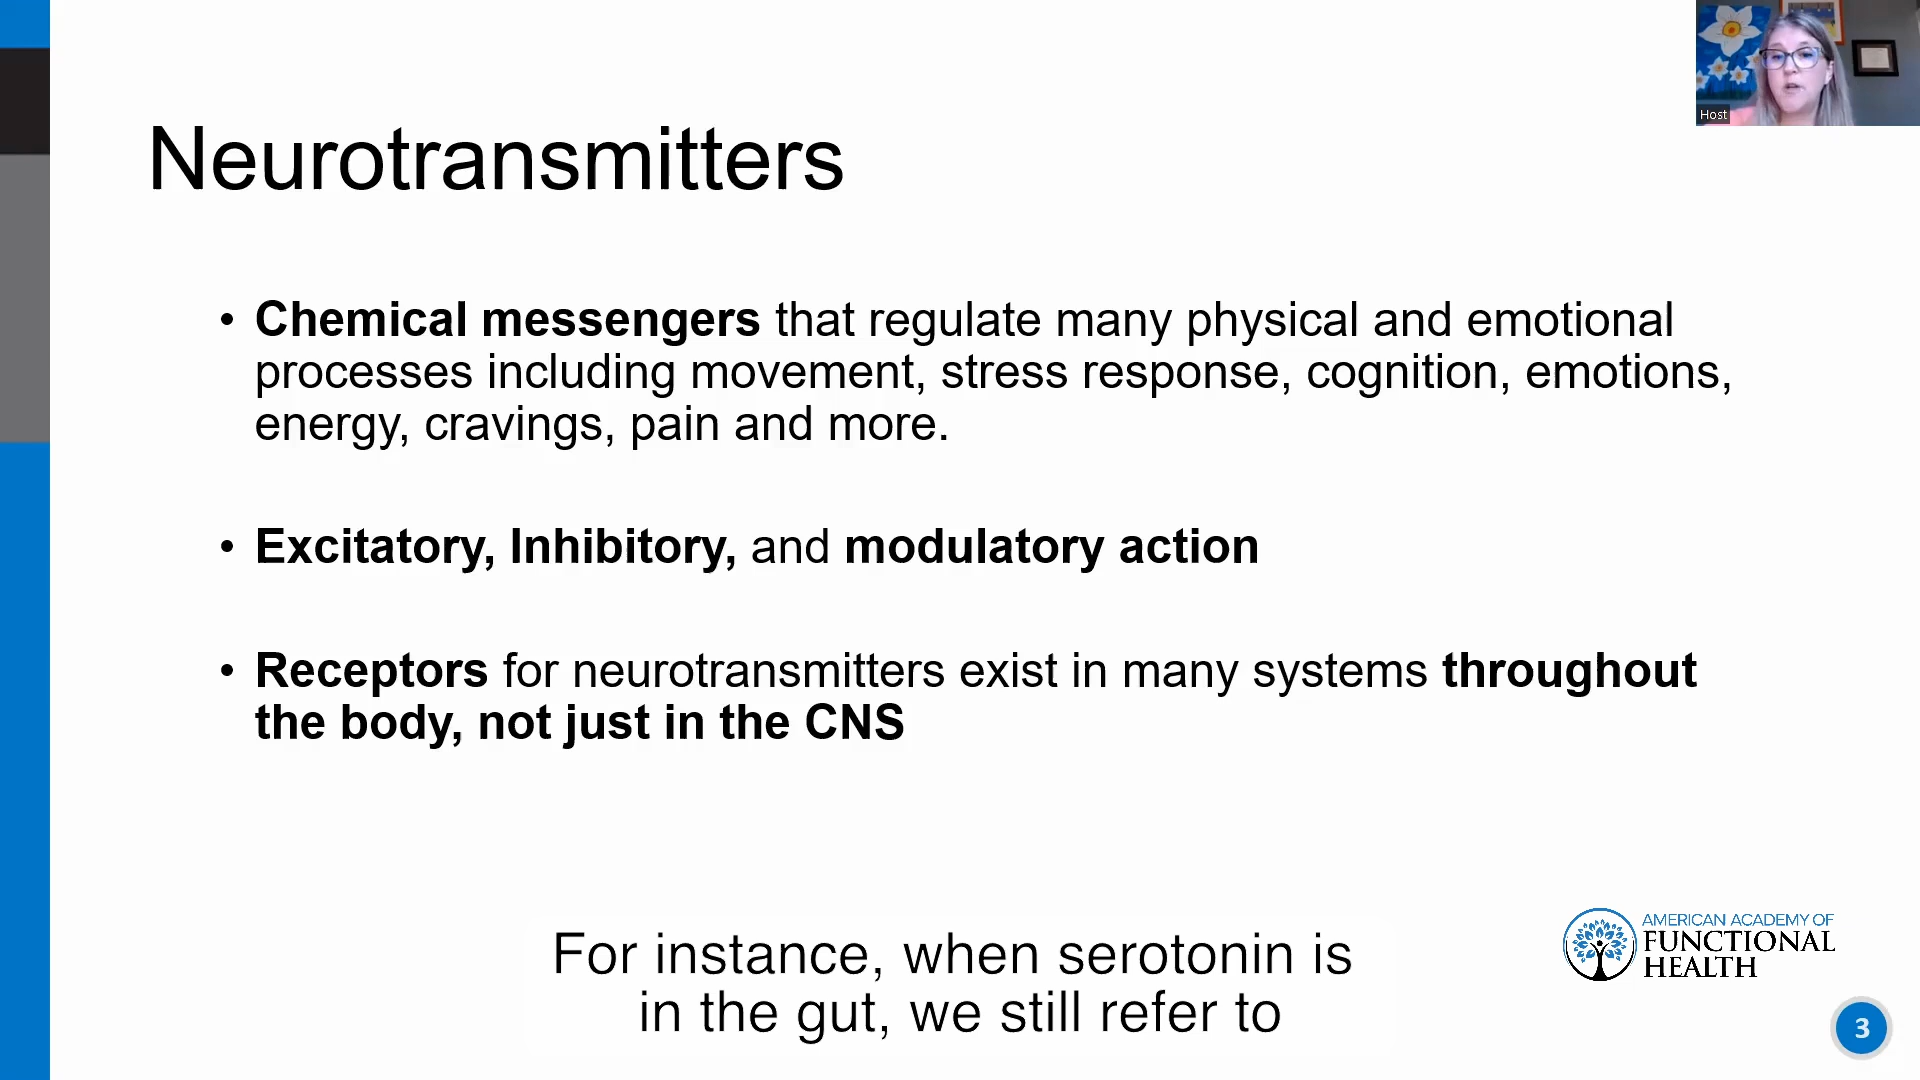 Host
Neurotransmitters
• Chemical messengers that regulate many physical and emotional
processes including movement, stress response, cognition, emotions,
energy, cravings, pain and more.
• Excitatory, Inhibitory, and modulatory action
• Receptors for neurotransmitters exist in many systems throughout
the body, not just in the CNS
AMERICAN ACADEMY OF
FUNCTIONAL
HEALTH
For instance, when serotonin is
in the gut, we still refer to
3